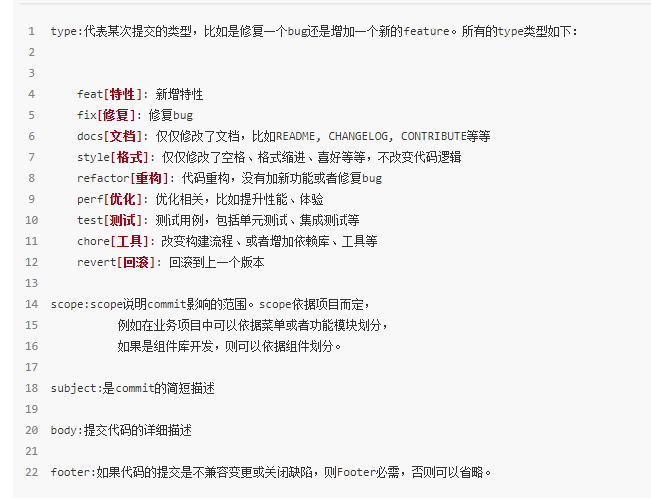 1 type:代表某次提交的类型，比如是修复一个bug还是增加一个新的feature。所有的type类型如下：
2
3
4 feat[特性]: 新增特性
5 fix[修复]: 修复bug
6 docs[文档]: 仅仅修改了文档，比如README, CHANGELOG, CONTRIBUTE等等
7 style[格式]: 仅仅修改了空格、格式缩进、喜好等等，不改变代码逻辑
8 refactor[重构]: 代码重构，没有加新功能或者修复bug
9 perf[优化]: 优化相关，比如提升性能、体验
10 test[测试]: 测试用例，包括单元测试、集成测试等
11 chore[工具]: 改变构建流程、或者增加依赖库、工具等
12 revert[回滚]: 回滚到上一个版本
13
14 scope:scope说明commit影响的范围。scope依据项目而定，
15 例如在业务项目中可以依据菜单或者功能模块划分，
16 如果是组件库开发，则可以依据组件划分。
17
18 subject:是commit的简短描述
19
20 body:提交代码的详细描述
21
22 footer:如果代码的提交是不兼容变更或关闭缺陷，则Footer必需，否则可以省略。